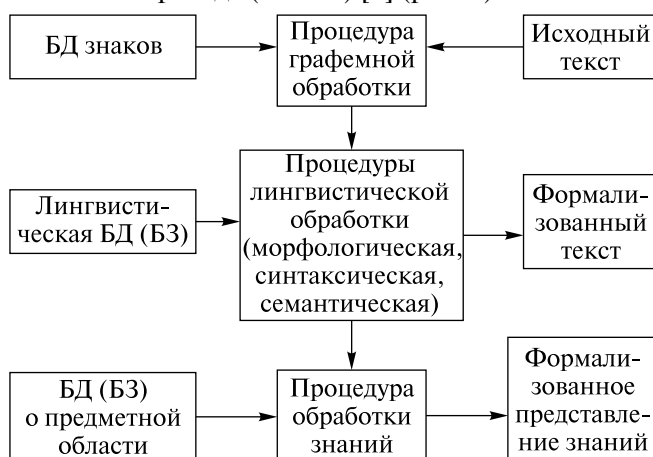 БД знаков
Процедура
графемной
обработки
Исходный
текст
Лингвисти-
ческая БД (БЗ)
Процедуры
лингвистической
обработки
(морфологическая,
синтаксическая,
семантическая)
Формали-
зованный
текст
БД (БЗ)
о предметной
области
Процедура
обработки
знаний
Формали-
зованное
представле-
ние знаний